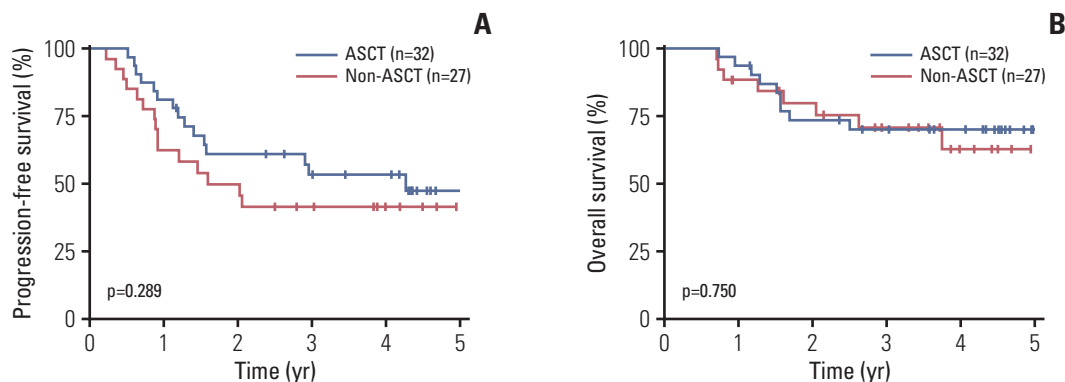 A
Progression-free survival (%)
100
75
50
25
0
ASCT (n=32)
Non-ASCT (n=27)
p=0.289
0 1 2 3 4 5
Time (yr)
B
Overall survival (%)
100
75
50
25
0
ASCT (n=32)
Non-ASCT (n=27)
p=0.750
0 1 2 3 4 5
Time (yr)